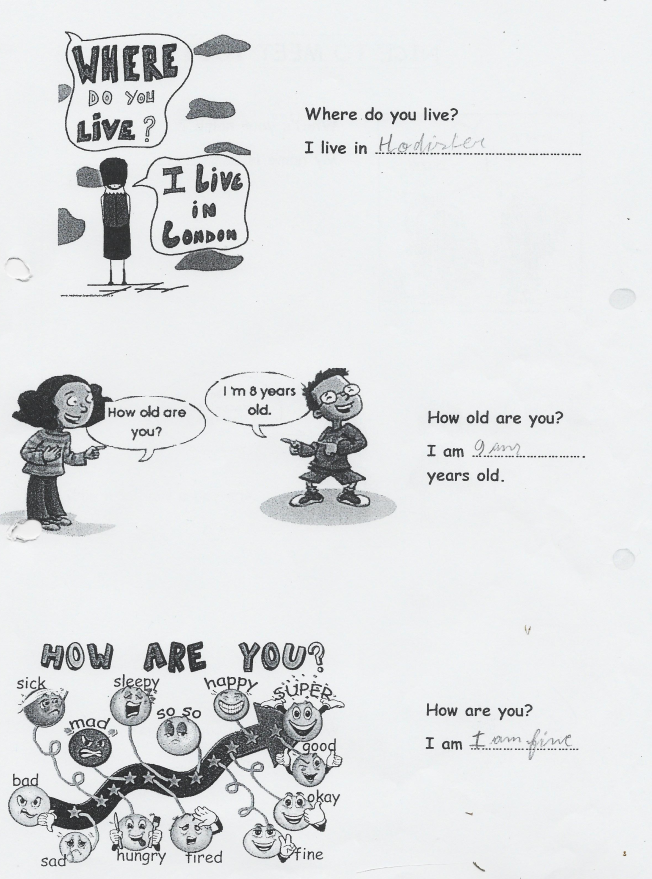 WHERE
DO YOU
LIVE?
I LIVE
IN
LONDON
Where do you live?
I live in Hodister
How old are
you?
I'm 8 years
old.
How old are you?
I am 9 ans
years old.
HOW ARE YOU?
sick
sleepy
happy
SUPER
mad
so so
good
bad
okay
sad
hungry
tired
fine
How are you?
I am I am fine